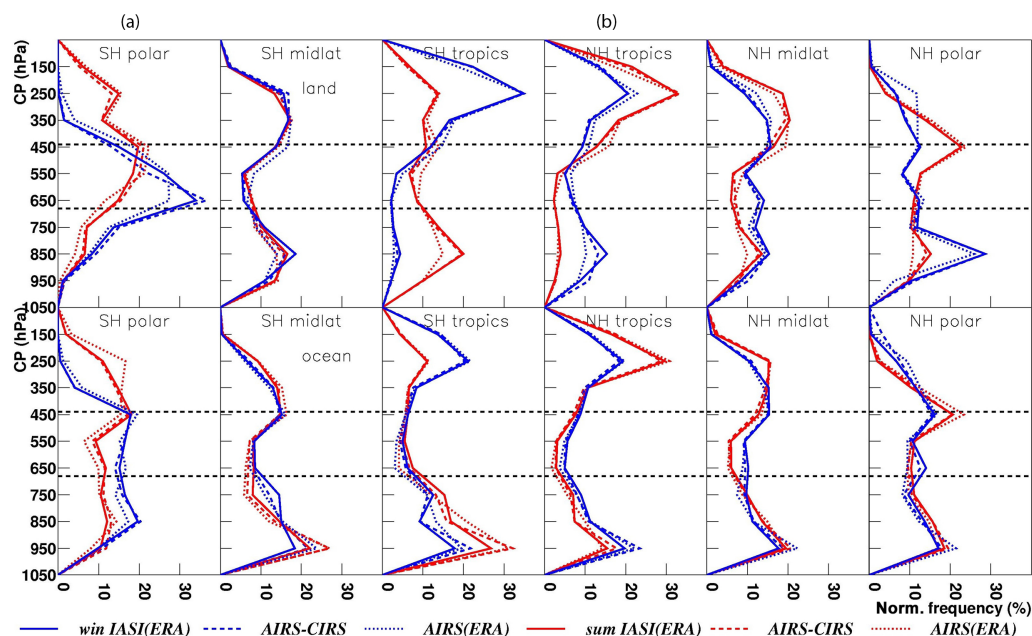 (a) (b)
SH polar SH midlat SH tropics NH tropics NH midlat NH polar
CP (hPa)
land
150
250
350
450
550
650
750
850
950
1050
SH polar SH midlat SH tropics NH tropics NH midlat NH polar
CP (hPa)
ocean
150
250
350
450
550
650
750
850
950
1050
0 10 20 30 0 10 20 30 0 10 20 30 0 10 20 30 0 10 20 30 0 10 20 30 40
Norm. frequency (%)
win IASI(ERA) AIRS-CIRS AIRS(ERA) sum IASI(ERA) AIRS-CIRS AIRS(ERA)